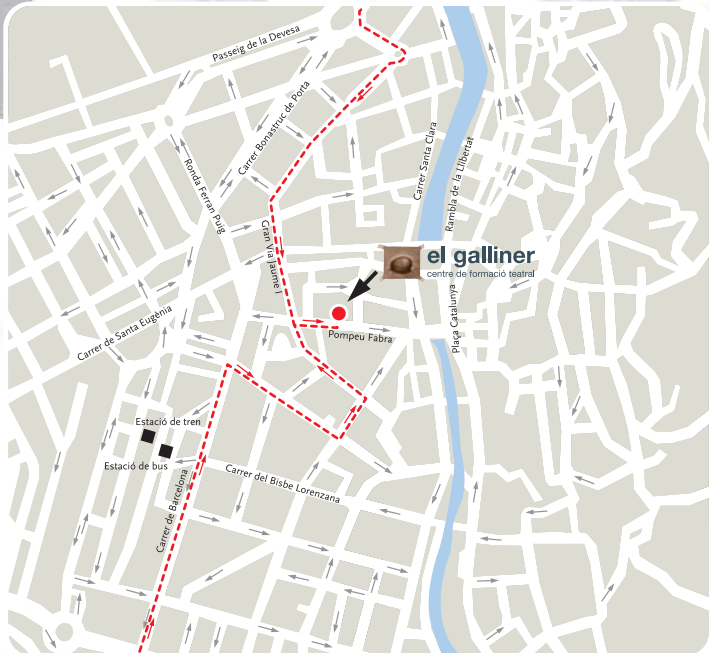 Passeig de la Devesa
Carrer Bonastruc de Porta
Carrer Santa Clara
Rambla de la Llibertat
Ronda Ferran Puig
Gran Via Jaume I
el galliner
centre de formació teatral
Plaça Catalunya
Carrer de Santa Eugènia
Pompeu Fabra
Estació de tren
Estació de bus
Carrer del Bisbe Lorenzana
Carrer de Barcelona